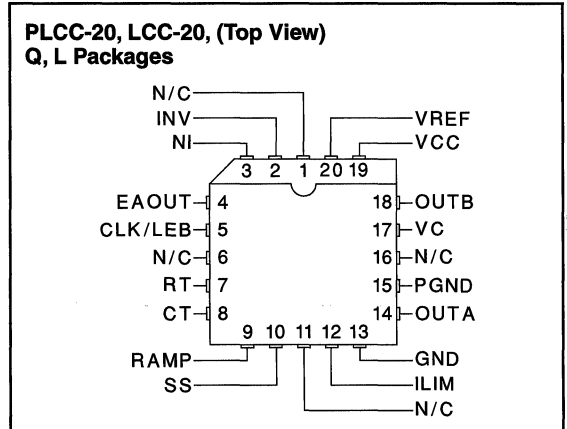 PLCC-20, LCC-20, (Top View)
Q, L Packages
N/C
INV
NI
VREF
VCC
3 2 1 20 19
EAOUT 4
CLK/LEB 5
N/C 6
RT 7
CT 8
18 OUTB
17 VC
16 N/C
15 PGND
14 OUTA
9 10 11 12 13
RAMP
SS
GND
ILIM
N/C